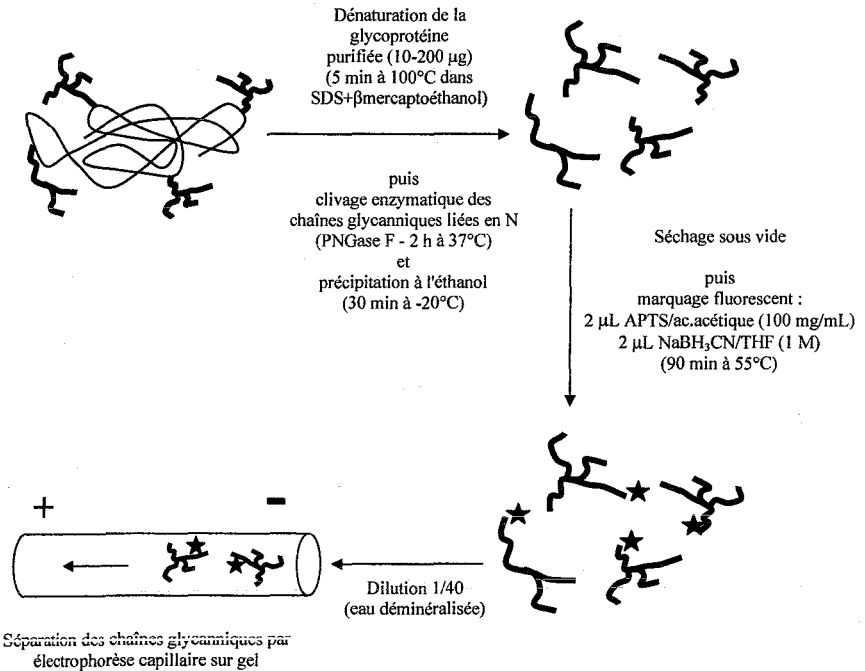 Dénaturation de la
glycoprotéine
purifiée (10-200 µg)
(5 min à 100°C dans
SDS+βmercaptoéthanol)
puis
clivage enzymatique des
chaînes glycanniques liées en N
(PNGase F - 2 h à 37°C)
et
précipitation à l'éthanol
(30 min à -20°C)
Séchage sous vide
puis
marquage fluorescent :
2 µL APTS/ac.acétique (100 mg/mL)
2 µL NaBH₃CN/THF (1 M)
(90 min à 55°C)
+ -
Dilution 1/40
(eau déminéralisée)
Séparation des chaînes glycanniques par
électrophorèse capillaire sur gel